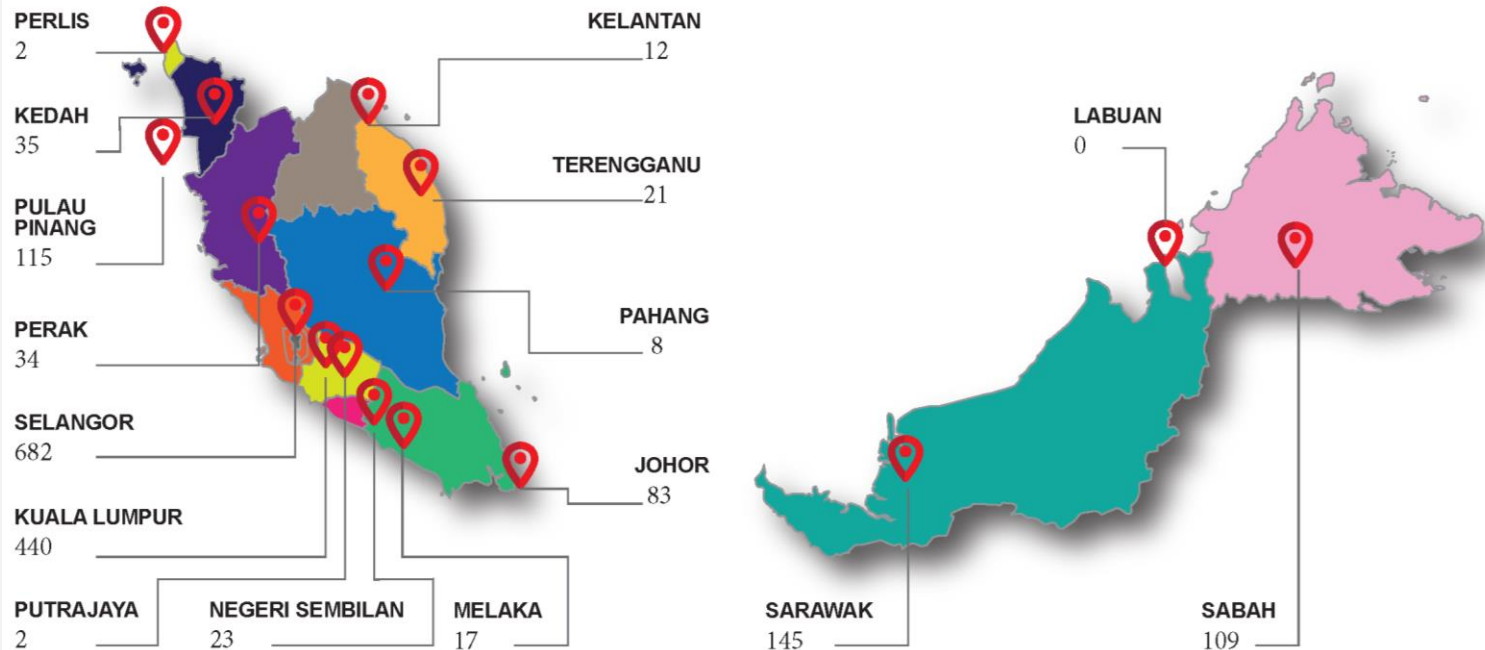 PERLIS
2
KEDAH
35
PULAU
PINANG
115
PERAK
34
SELANGOR
682
KUALA LUMPUR
440
PUTRAJAYA
2
NEGERI SEMBILAN
23
MELAKA
17
KELANTAN
12
TERENGGANU
21
PAHANG
8
JOHOR
83
LABUAN
0
SARAWAK
145
SABAH
109